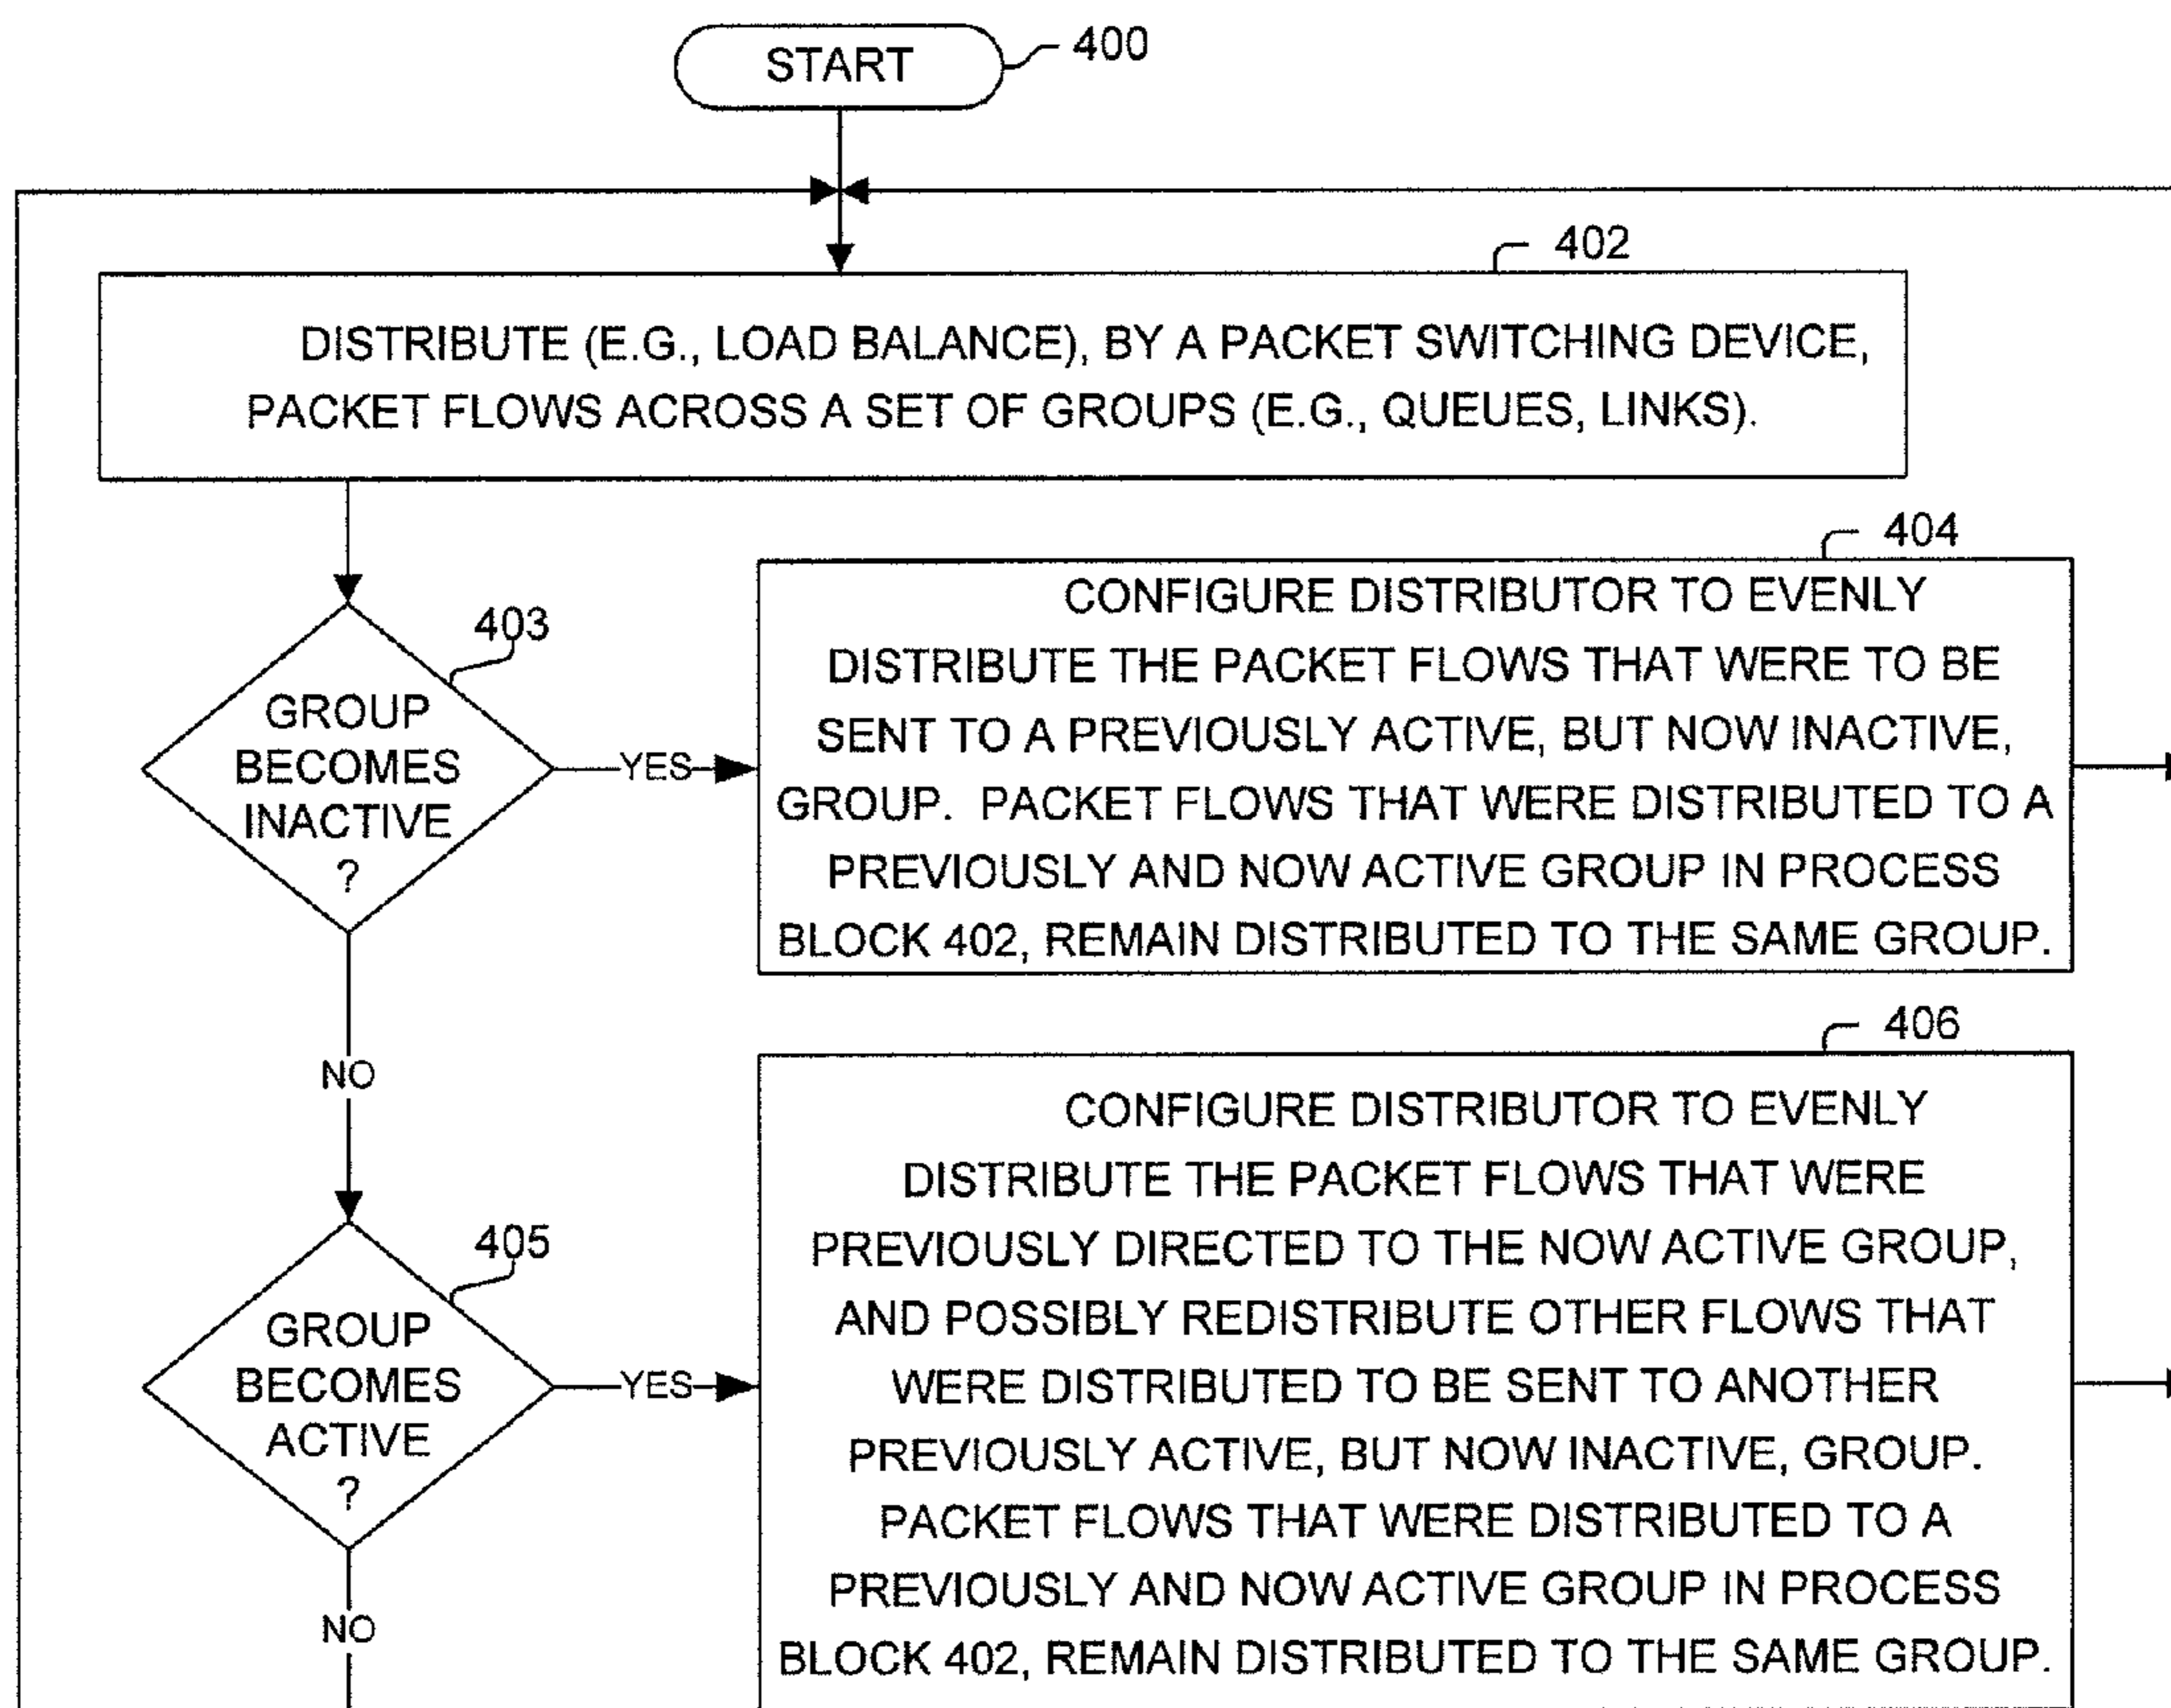 START
400
402
DISTRIBUTE (E.G., LOAD BALANCE), BY A PACKET SWITCHING DEVICE,
PACKET FLOWS ACROSS A SET OF GROUPS (E.G., QUEUES, LINKS).
403
GROUP
BECOMES
INACTIVE
?
YES
404
CONFIGURE DISTRIBUTOR TO EVENLY
DISTRIBUTE THE PACKET FLOWS THAT WERE TO BE
SENT TO A PREVIOUSLY ACTIVE, BUT NOW INACTIVE,
GROUP. PACKET FLOWS THAT WERE DISTRIBUTED TO A
PREVIOUSLY AND NOW ACTIVE GROUP IN PROCESS
BLOCK 402, REMAIN DISTRIBUTED TO THE SAME GROUP.
NO
405
GROUP
BECOMES
ACTIVE
?
YES
406
CONFIGURE DISTRIBUTOR TO EVENLY
DISTRIBUTE THE PACKET FLOWS THAT WERE
PREVIOUSLY DIRECTED TO THE NOW ACTIVE GROUP,
AND POSSIBLY REDISTRIBUTE OTHER FLOWS THAT
WERE DISTRIBUTED TO BE SENT TO ANOTHER
PREVIOUSLY ACTIVE, BUT NOW INACTIVE, GROUP.
PACKET FLOWS THAT WERE DISTRIBUTED TO A
PREVIOUSLY AND NOW ACTIVE GROUP IN PROCESS
BLOCK 402, REMAIN DISTRIBUTED TO THE SAME GROUP.
NO